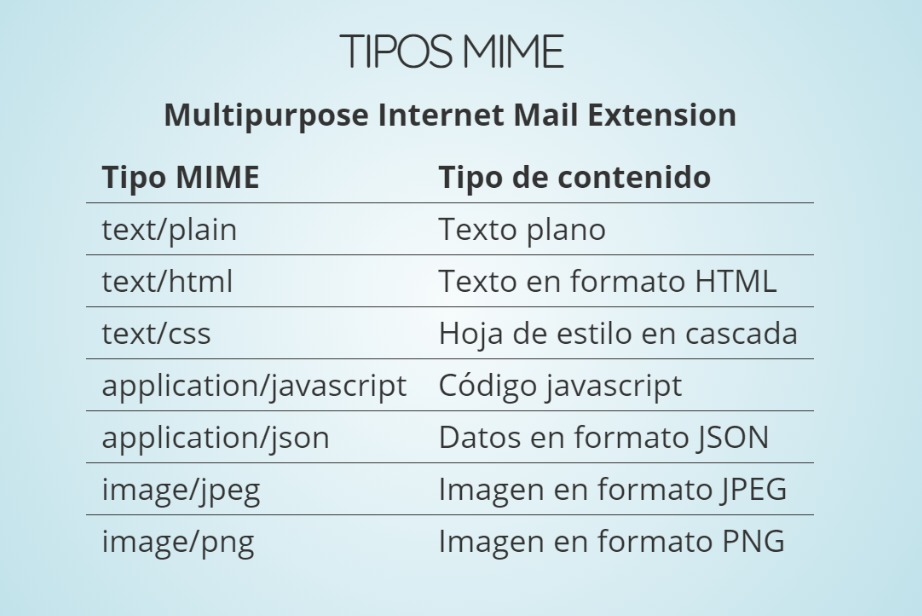 TIPOS MIME
Multipurpose Internet Mail Extension
Tipo MIME Tipo de contenido
text/plain Texto plano
text/html Texto en formato HTML
text/css Hoja de estilo en cascada
application/javascript Código javascript
application/json Datos en formato JSON
image/jpeg Imagen en formato JPEG
image/png Imagen en formato PNG